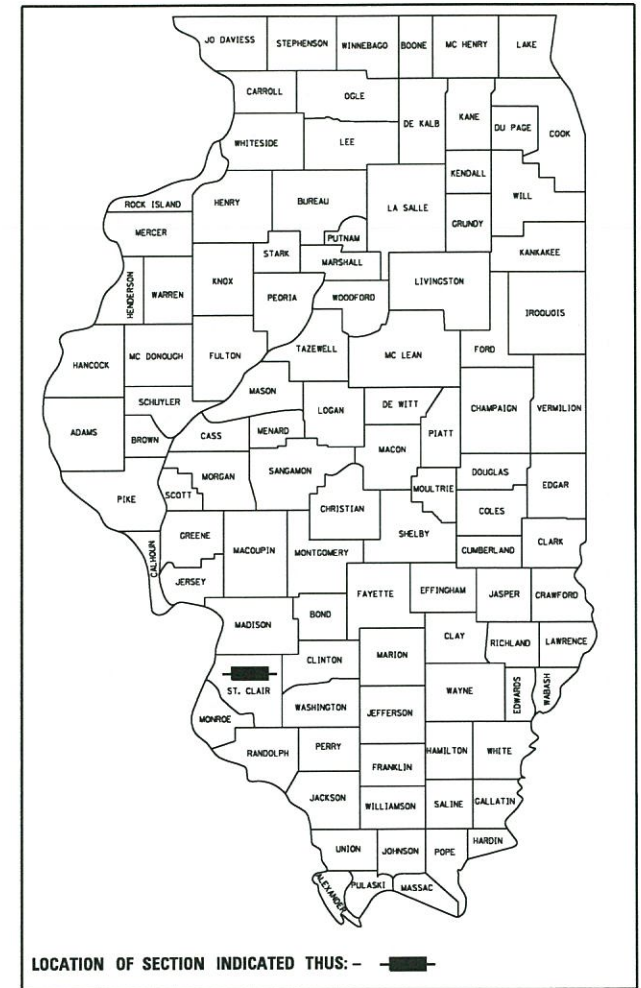 JO DAVIESS STEPHENSON WINNEBAGO BOONE MC HENRY LAKE
CARROLL OGLE DE KALB KANE DU PAGE COOK
WHITESIDE LEE KENDALL WILL
ROCK ISLAND HENRY BUREAU LA SALLE GRUNDY
MERCER PUTNAM KANKAKEE
HENDERSON WARREN KNOX STARK MARSHALL LIVINGSTON
PEORIA WOODFORD IROQUOIS
HANCOCK MC DONOUGH FULTON TAZEWELL MC LEAN FORD
SCHUYLER MASON LOGAN DE WITT CHAMPAIGN VERMILION
ADAMS BROWN CASS MENARD MACON PIATT
PIKE SCOTT MORGAN SANGAMON MOULTRIE DOUGLAS EDGAR
CHRISTIAN COLES
CALHOUN GREENE MACOUPIN MONTGOMERY SHELBY CUMBERLAND CLARK
JERSEY FAYETTE EFFINGHAM JASPER CRAWFORD
MADISON BOND CLAY RICHLAND LAWRENCE
CLINTON MARION
ST. CLAIR WASHINGTON JEFFERSON WAYNE EDWARDS WABASH
MONROE
RANDOLPH PERRY FRANKLIN HAMILTON WHITE
JACKSON WILLIAMSON SALINE GALLATIN
UNION JOHNSON POPE HARDIN
ALEXANDER PULASKI MASSAC
LOCATION OF SECTION INDICATED THUS: -